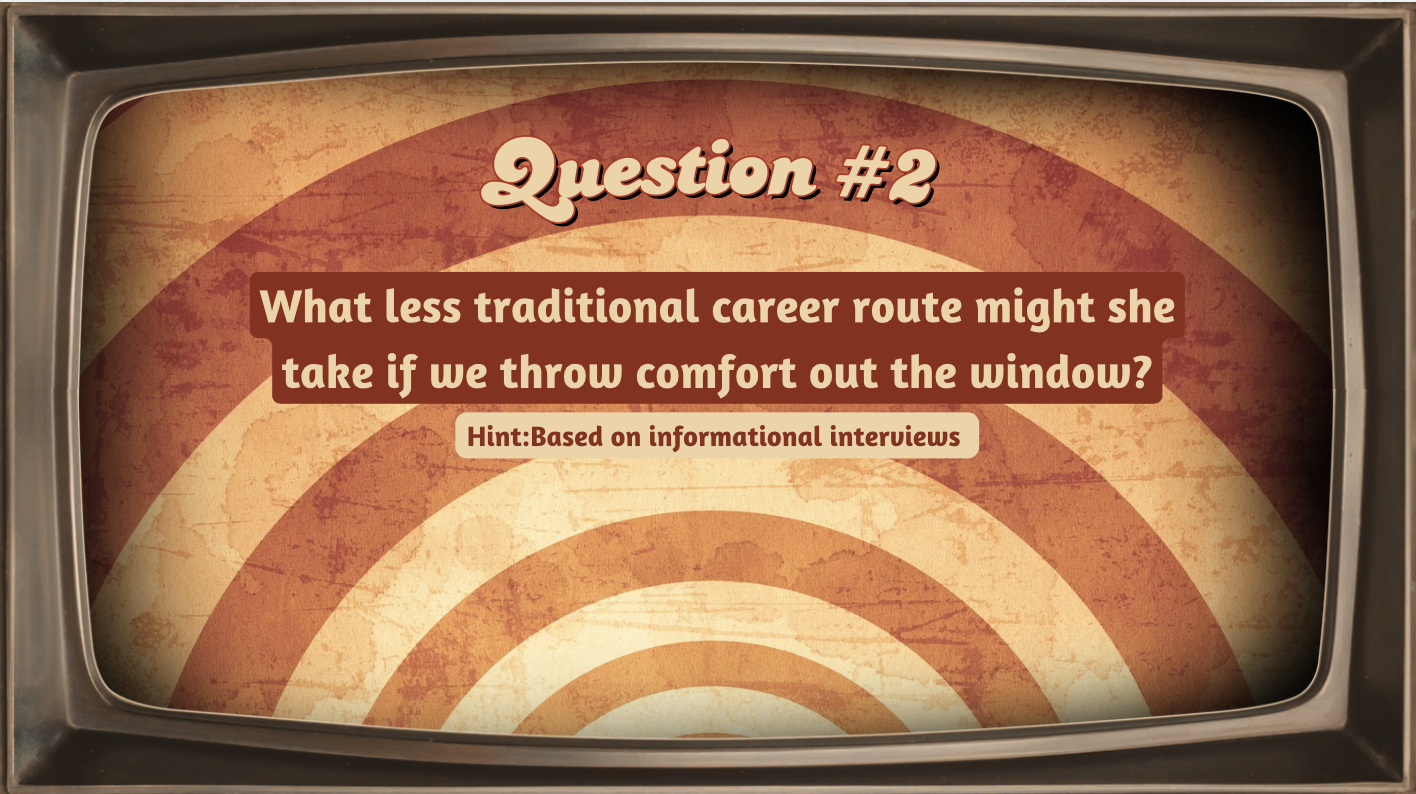 Question #2
What less traditional career route might she
take if we throw comfort out the window?
Hint:Based on informational interviews